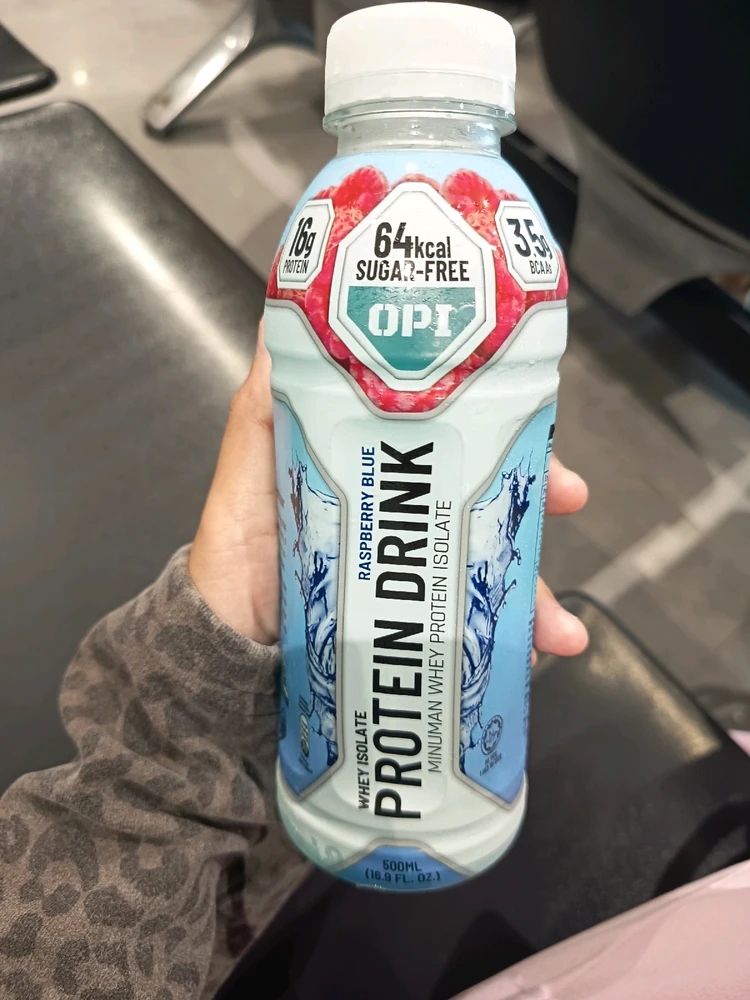 16g
PROTEIN
64kcal
SUGAR-FREE
OPI
3.5g
BCAAs
RASPBERRY BLUE
WHEY ISOLATE
PROTEIN DRINK
MINUMAN WHEY PROTEIN ISOLATE
500ML
(16.9 FL. OZ.)